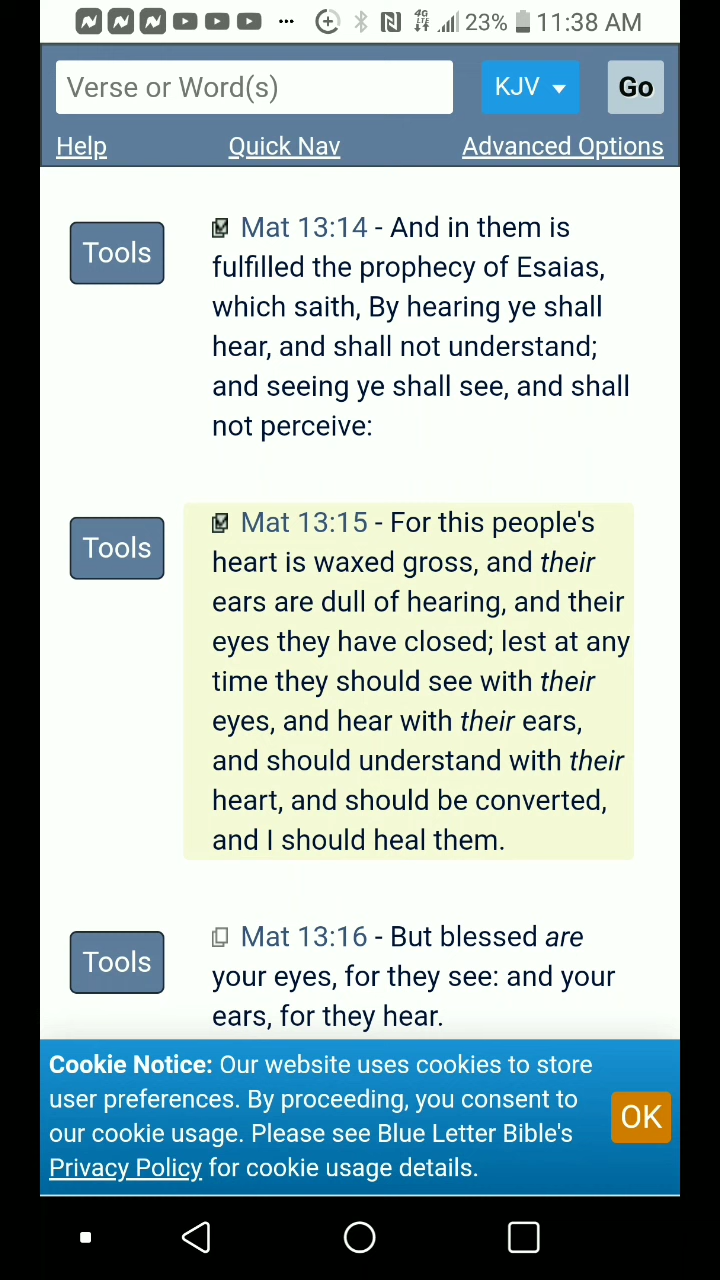 4G
LTE
23%
11:38 AM
Verse or Word(s)
KJV
Go
Help
Quick Nav
Advanced Options
Tools
Mat 13:14 - And in them is
fulfilled the prophecy of Esaias,
which saith, By hearing ye shall
hear, and shall not understand;
and seeing ye shall see, and shall
not perceive:
Tools
Mat 13:15 - For this people's
heart is waxed gross, and their
ears are dull of hearing, and their
eyes they have closed; lest at any
time they should see with their
eyes, and hear with their ears,
and should understand with their
heart, and should be converted,
and I should heal them.
Tools
Mat 13:16 - But blessed are
your eyes, for they see: and your
ears, for they hear.
Cookie Notice: Our website uses cookies to store
user preferences. By proceeding, you consent to
our cookie usage. Please see Blue Letter Bible's
Privacy Policy for cookie usage details.
OK